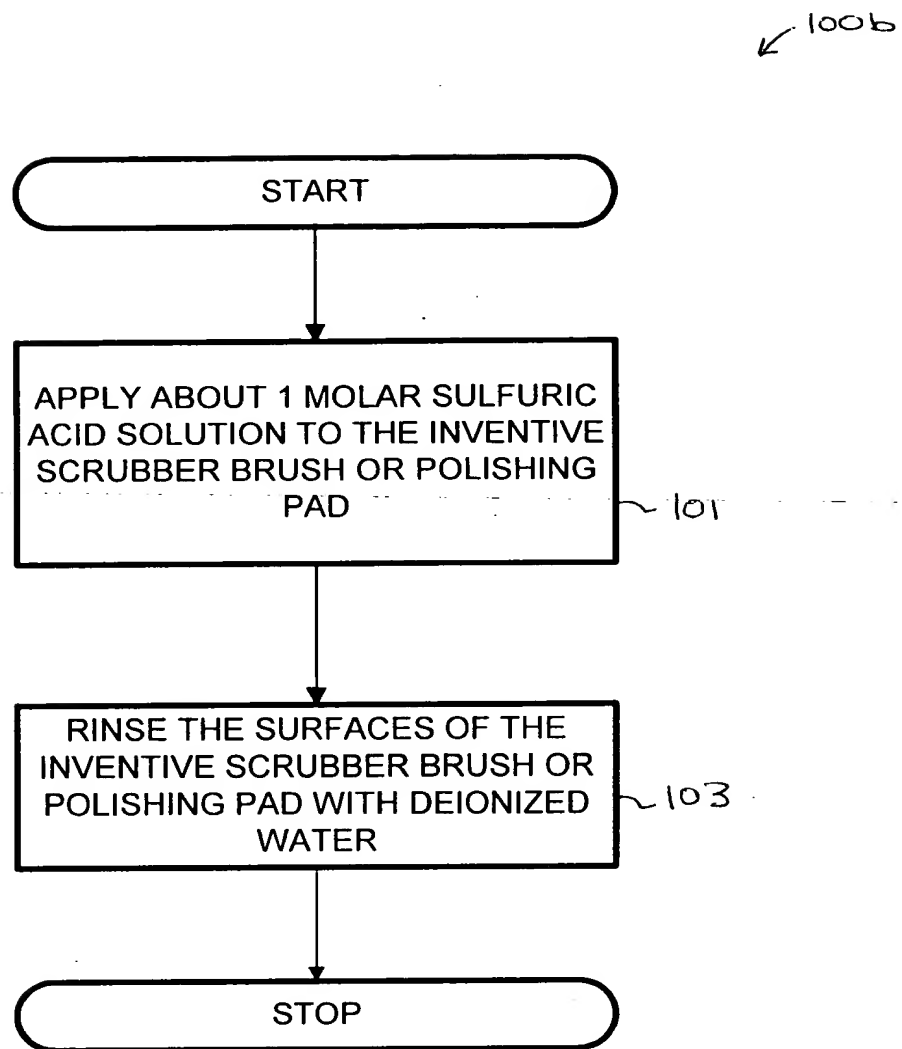 100b
START
APPLY ABOUT 1 MOLAR SULFURIC
ACID SOLUTION TO THE INVENTIVE
SCRUBBER BRUSH OR POLISHING
PAD
101
RINSE THE SURFACES OF THE
INVENTIVE SCRUBBER BRUSH OR
POLISHING PAD WITH DEIONIZED
WATER
103
STOP